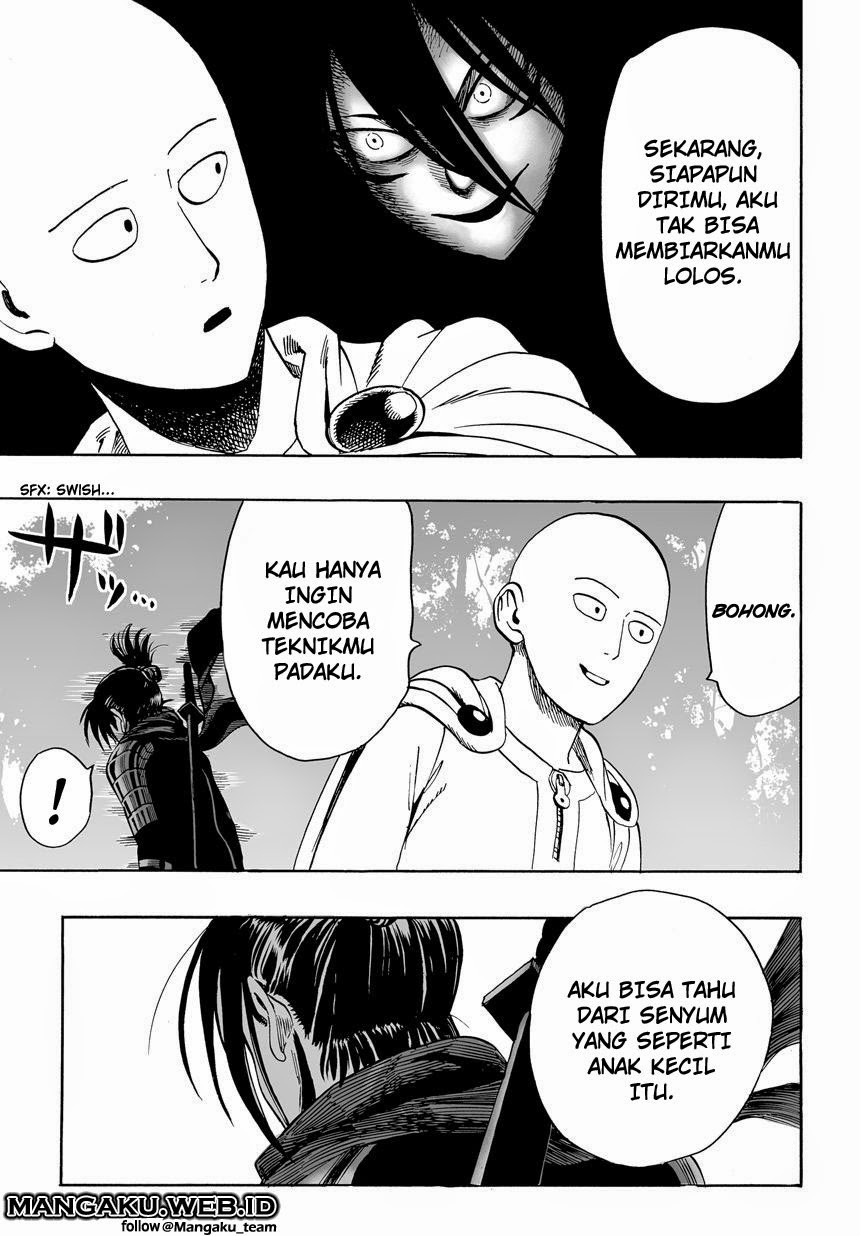 SEKARANG,
SIAPAPUN
DIRIMU, AKU
TAK BISA
MEMBIARKANMU
LOLOS.
SFX: SWISH...
ザッ...
BOHONG.
KAU HANYA
INGIN
MENCOBA
TEKNIKMU
PADAKU.
!
AKU BISA TAHU
DARI SENYUM
YANG SEPERTI
ANAK KECIL
ITU.
MANGAKU.WEB.ID
follow@Mangaku_team